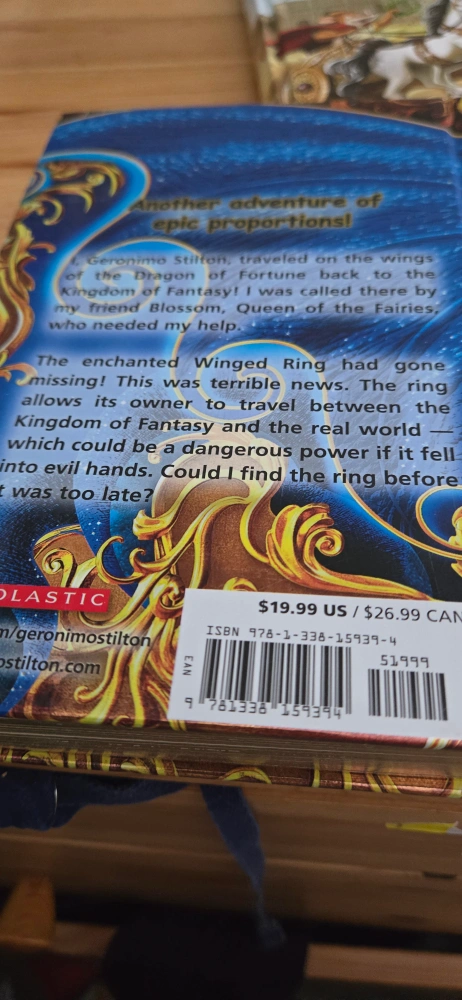 Another adventure of
epic proportions!
I, Geronimo Stilton, traveled on the wings
of the Dragon of Fortune back to the
Kingdom of Fantasy! I was called there by
my friend Blossom, Queen of the Fairies,
who needed my help.
The enchanted Winged Ring had gone
missing! This was terrible news. The ring
allows its owner to travel between the
Kingdom of Fantasy and the real world —
which could be a dangerous power if it fell
into evil hands. Could I find the ring before
t was too late?
OLASTIC
m/geronimostilton
ostilton.com
$19.99 US / $26.99 CAN
ISBN 978-1-338-15939-4
51999
EAN
9 781338 159394